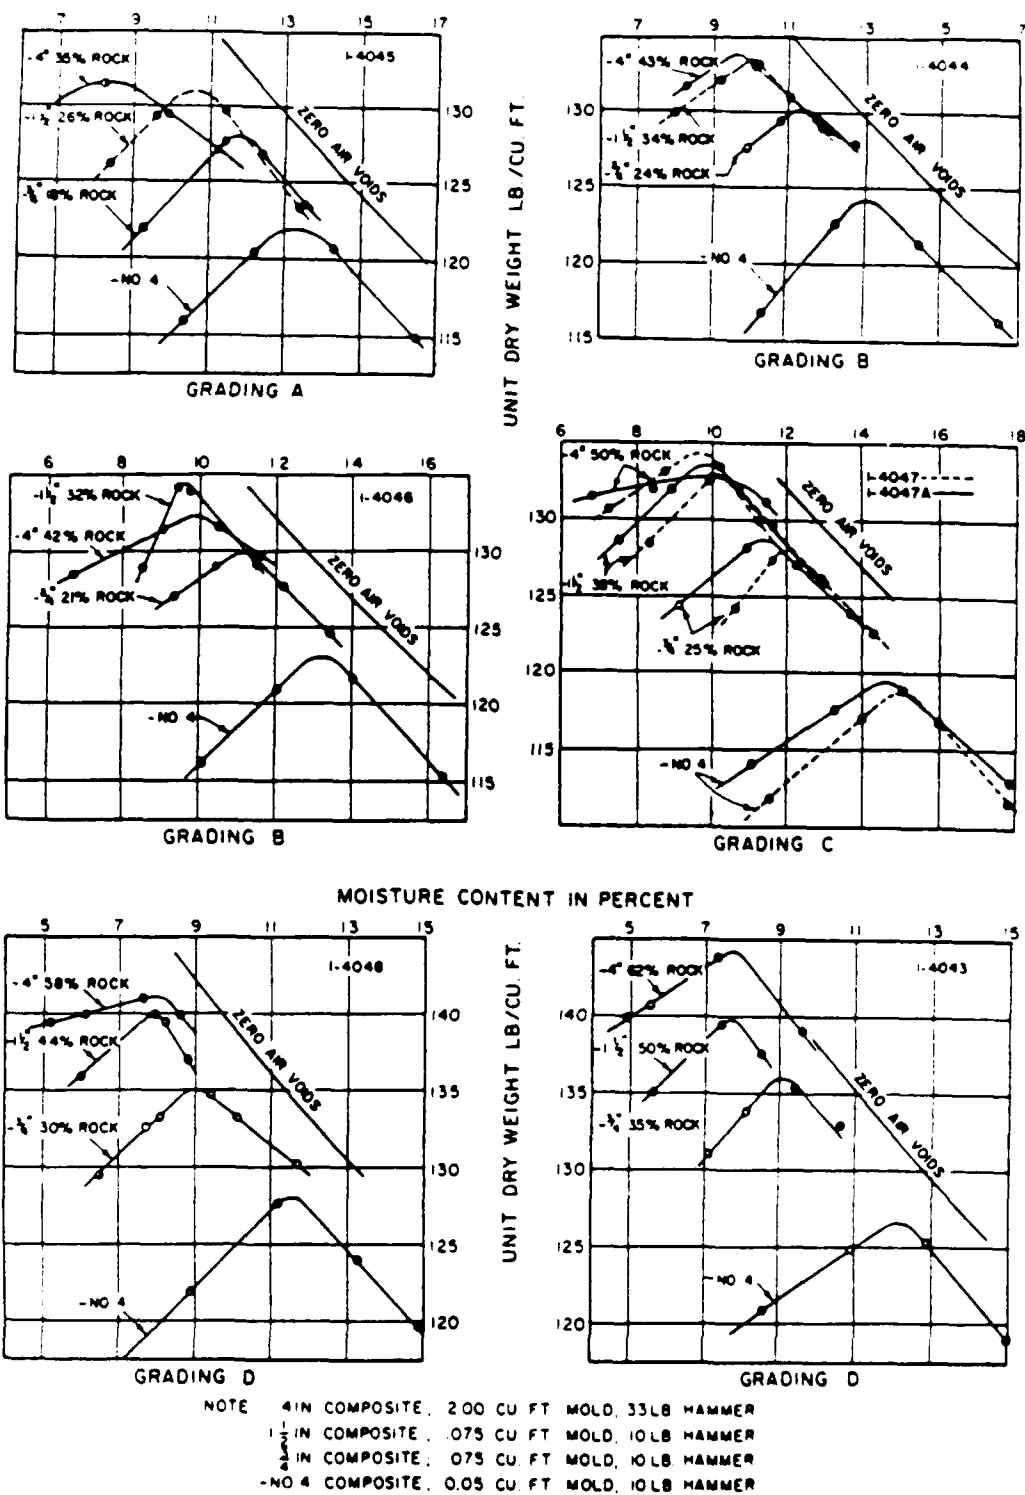 7 9 11 13 15 17
-4" 35% ROCK
1-4045
130
-1½" 26% ROCK
ZERO AIR VOIDS
125
-¾" 18% ROCK
120
-NO 4
115
GRADING A
UNIT DRY WEIGHT LB/CU. FT.
7 9 11 5 7
-4" 43% ROCK
1-4044
130
ZERO AIR VOIDS
-1½" 34% ROCK
-¾" 24% ROCK
125
120
-NO 4
115
GRADING B
6 8 10 12 14 16
-1½" 32% ROCK
1-4046
-4" 42% ROCK
130
ZERO AIR VOIDS
-¾" 21% ROCK
125
-NO 4
120
115
GRADING B
6 8 10 12 14 16 18
-4" 50% ROCK
1-4047
1-4047A
130
ZERO AIR VOIDS
-1½" 38% ROCK
125
-¾" 25% ROCK
120
115
-NO 4
GRADING C
MOISTURE CONTENT IN PERCENT
5 7 9 11 13 15
-4" 58% ROCK
1-4048
140
1½" 44% ROCK
ZERO AIR VOIDS
135
-¾" 30% ROCK
130
125
-NO 4
120
GRADING D
UNIT DRY WEIGHT LB/CU. FT.
5 7 9 11 13 15
-4" 62% ROCK
1-4043
140
-1½" 50% ROCK
135
-¾" 35% ROCK
ZERO AIR VOIDS
130
125
-NO 4
120
GRADING D
NOTE 4 IN COMPOSITE, 2.00 CU FT MOLD, 33 LB HAMMER
1½ IN COMPOSITE, .075 CU. FT MOLD, 10 LB HAMMER
¾ IN COMPOSITE, .075 CU. FT MOLD, 10 LB. HAMMER
-NO 4 COMPOSITE, 0.05 CU FT MOLD, 10 LB HAMMER